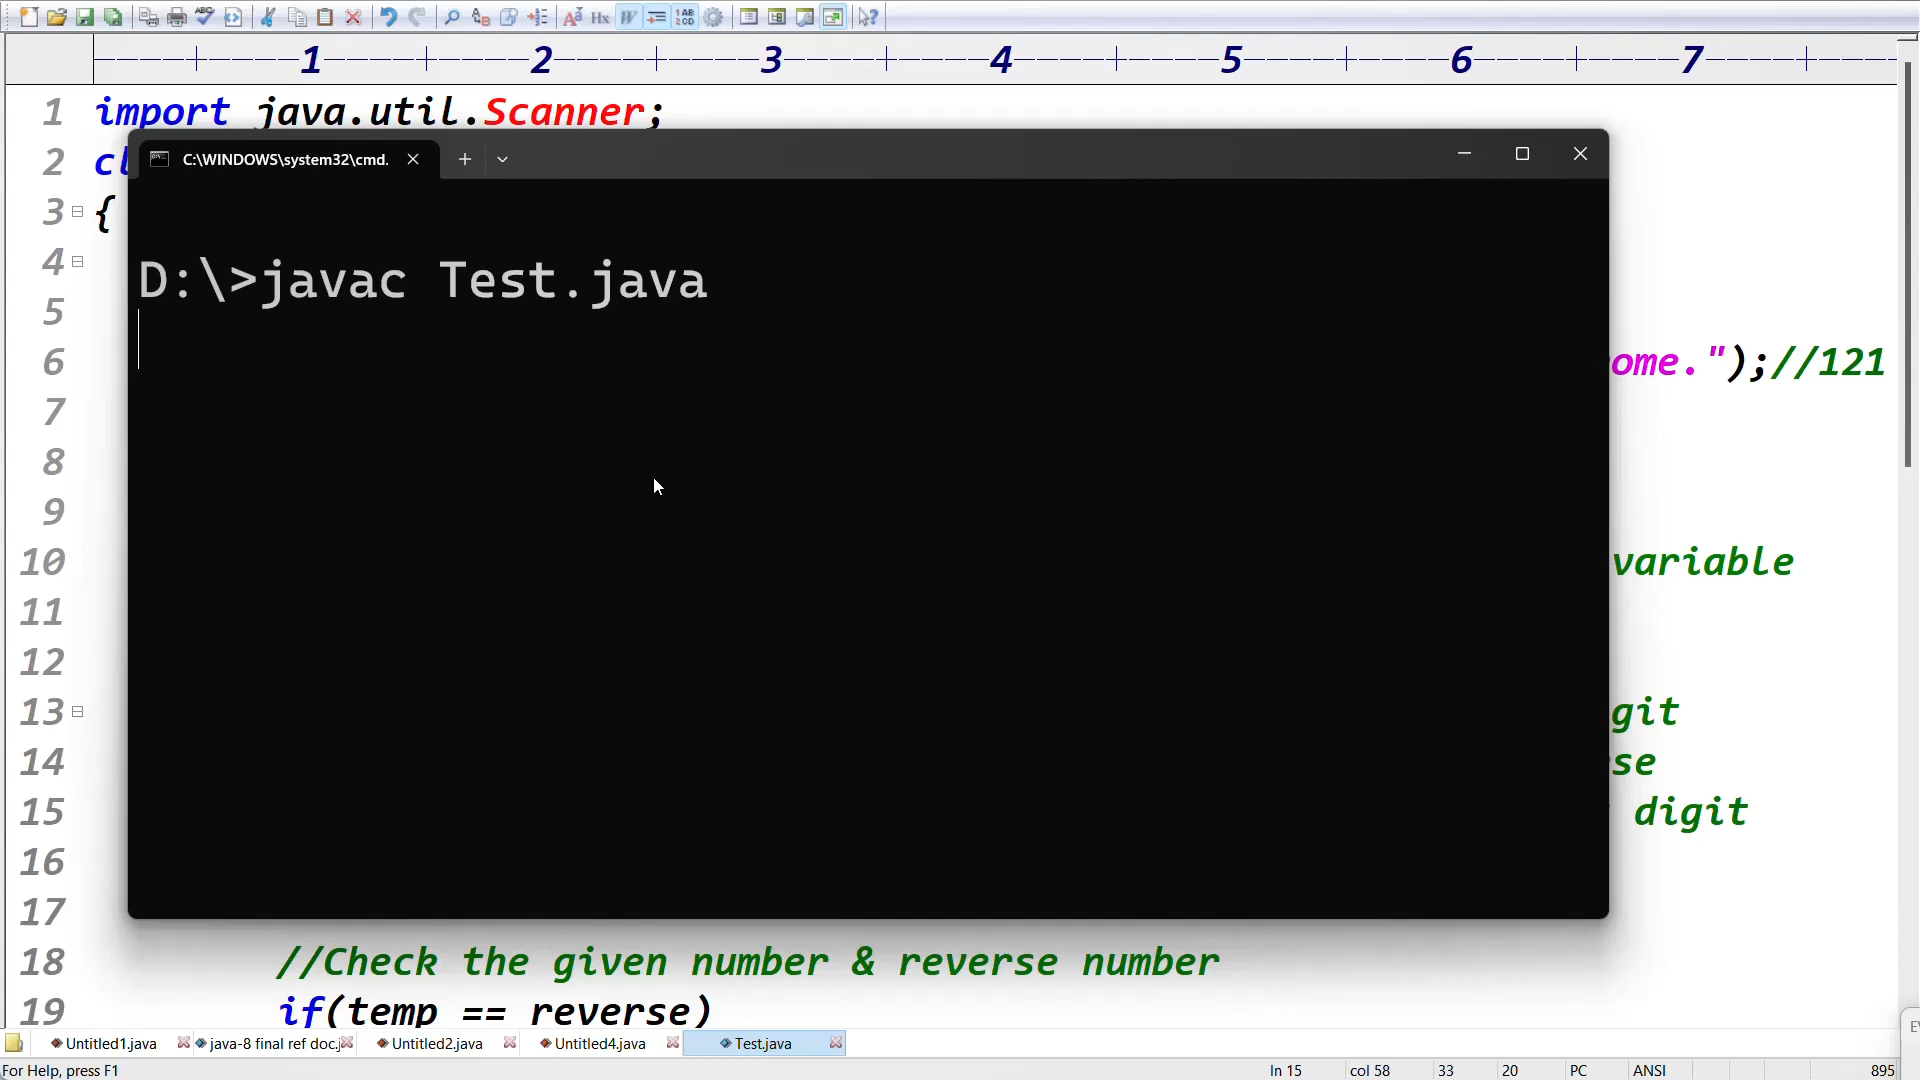 1 2 3 4 5 6 7
1 import java.util.Scanner;
2 cl
3 {
4
5
6 ome.");//121
7
8
9
10 variable
11
12
13 git
14 se
15 digit
16
17
18 //Check the given number & reverse number
19 if(temp == reverse)
C:\WINDOWS\system32\cmd.
D:\>javac Test.java
Untitled1.java java-8 final ref doc.j Untitled2.java Untitled4.java Test.java
For Help, press F1 ln 15 col 58 33 20 PC ANSI 895